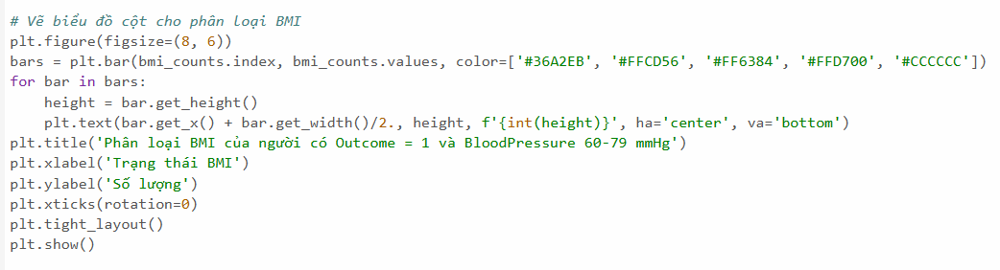 # Vẽ biểu đồ cột cho phân loại BMI
plt.figure(figsize=(8, 6))
bars = plt.bar(bmi_counts.index, bmi_counts.values, color=['#36A2EB', '#FFCD56', '#FF6384', '#FFD700', '#CCCCCC'])
for bar in bars:
    height = bar.get_height()
    plt.text(bar.get_x() + bar.get_width()/2., height, f'{int(height)}', ha='center', va='bottom')
plt.title('Phân loại BMI của người có Outcome = 1 và BloodPressure 60-79 mmHg')
plt.xlabel('Trạng thái BMI')
plt.ylabel('Số lượng')
plt.xticks(rotation=0)
plt.tight_layout()
plt.show()